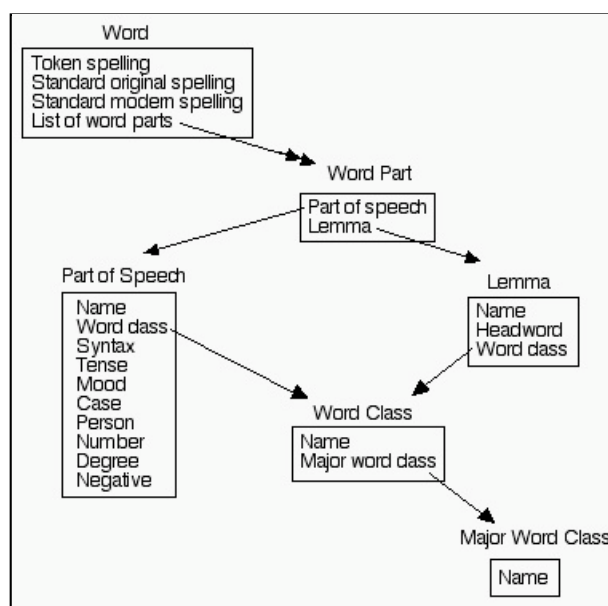 Word
Token spelling
Standard original spelling
Standard modern spelling
List of word parts
Word Part
Part of speech
Lemma
Part of Speech
Name
Word class
Syntax
Tense
Mood
Case
Person
Number
Degree
Negative
Lemma
Name
Headword
Word class
Word Class
Name
Major word class
Major Word Class
Name